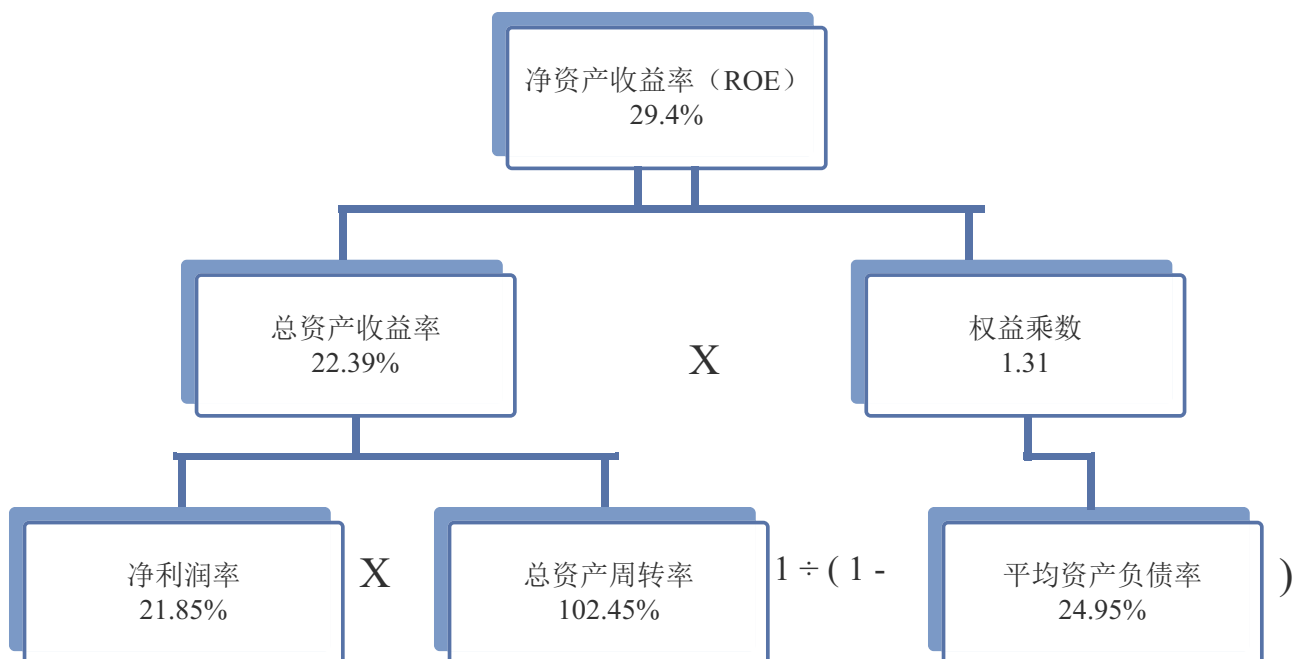 净资产收益率（ROE）
29.4%
总资产收益率
22.39%
X
权益乘数
1.31
净利润率
21.85%
X
总资产周转率
102.45%
1 ÷ ( 1 -
平均资产负债率
24.95%
)